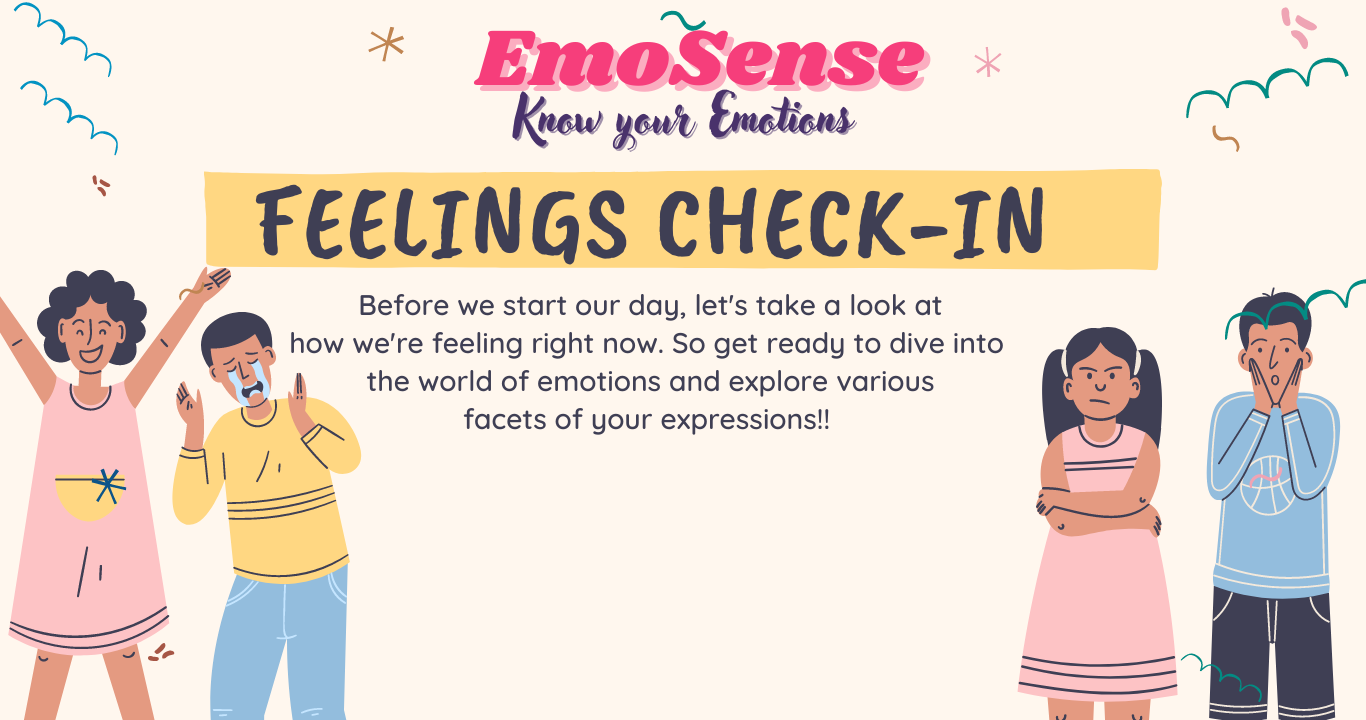 EmoSense
Know your Emotions
FEELINGS CHECK-IN
Before we start our day, let's take a look at
how we're feeling right now. So get ready to dive into
the world of emotions and explore various
facets of your expressions!!